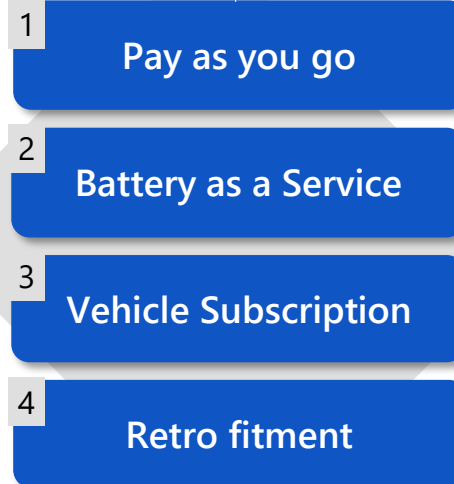 1
Pay as you go
2
Battery as a Service
3
Vehicle Subscription
4
Retro fitment